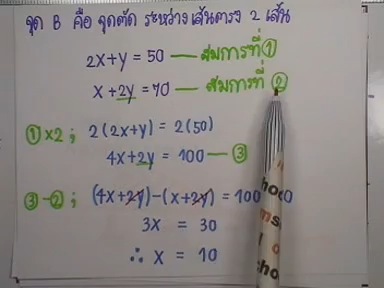 จุด B คือ จุดตัด ระหว่างเส้นตรง 2 เส้น
2x+y = 50 — สมการที่ ①
x+2y = 70 — สมการที่ ②
①×2 ; 2(2x+y) = 2(50)
4x+2y = 100 — ③
③-② ; (4x+2y)-(x+2y) = 100
3x = 30
∴ x = 10